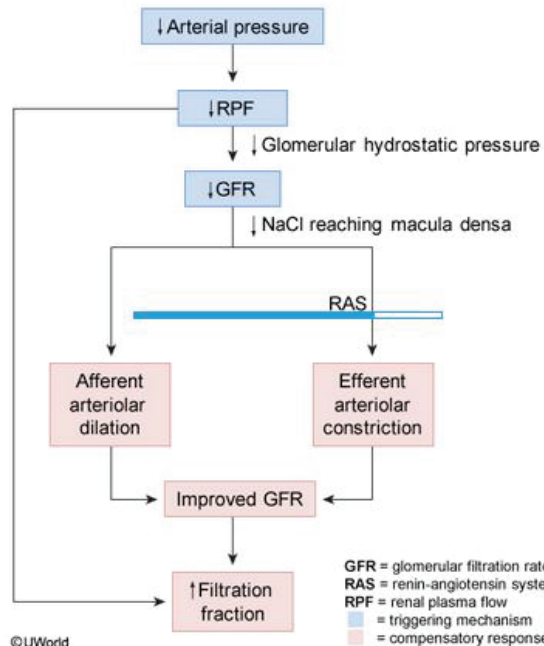 ↓Arterial pressure
↓RPF
↓Glomerular hydrostatic pressure
↓GFR
↓NaCl reaching macula densa
RAS
Afferent
arteriolar
dilation
Efferent
arteriolar
constriction
Improved GFR
↑Filtration
fraction
GFR = glomerular filtration rate
RAS = renin-angiotensin system
RPF = renal plasma flow
= triggering mechanism
= compensatory response
©UWorld